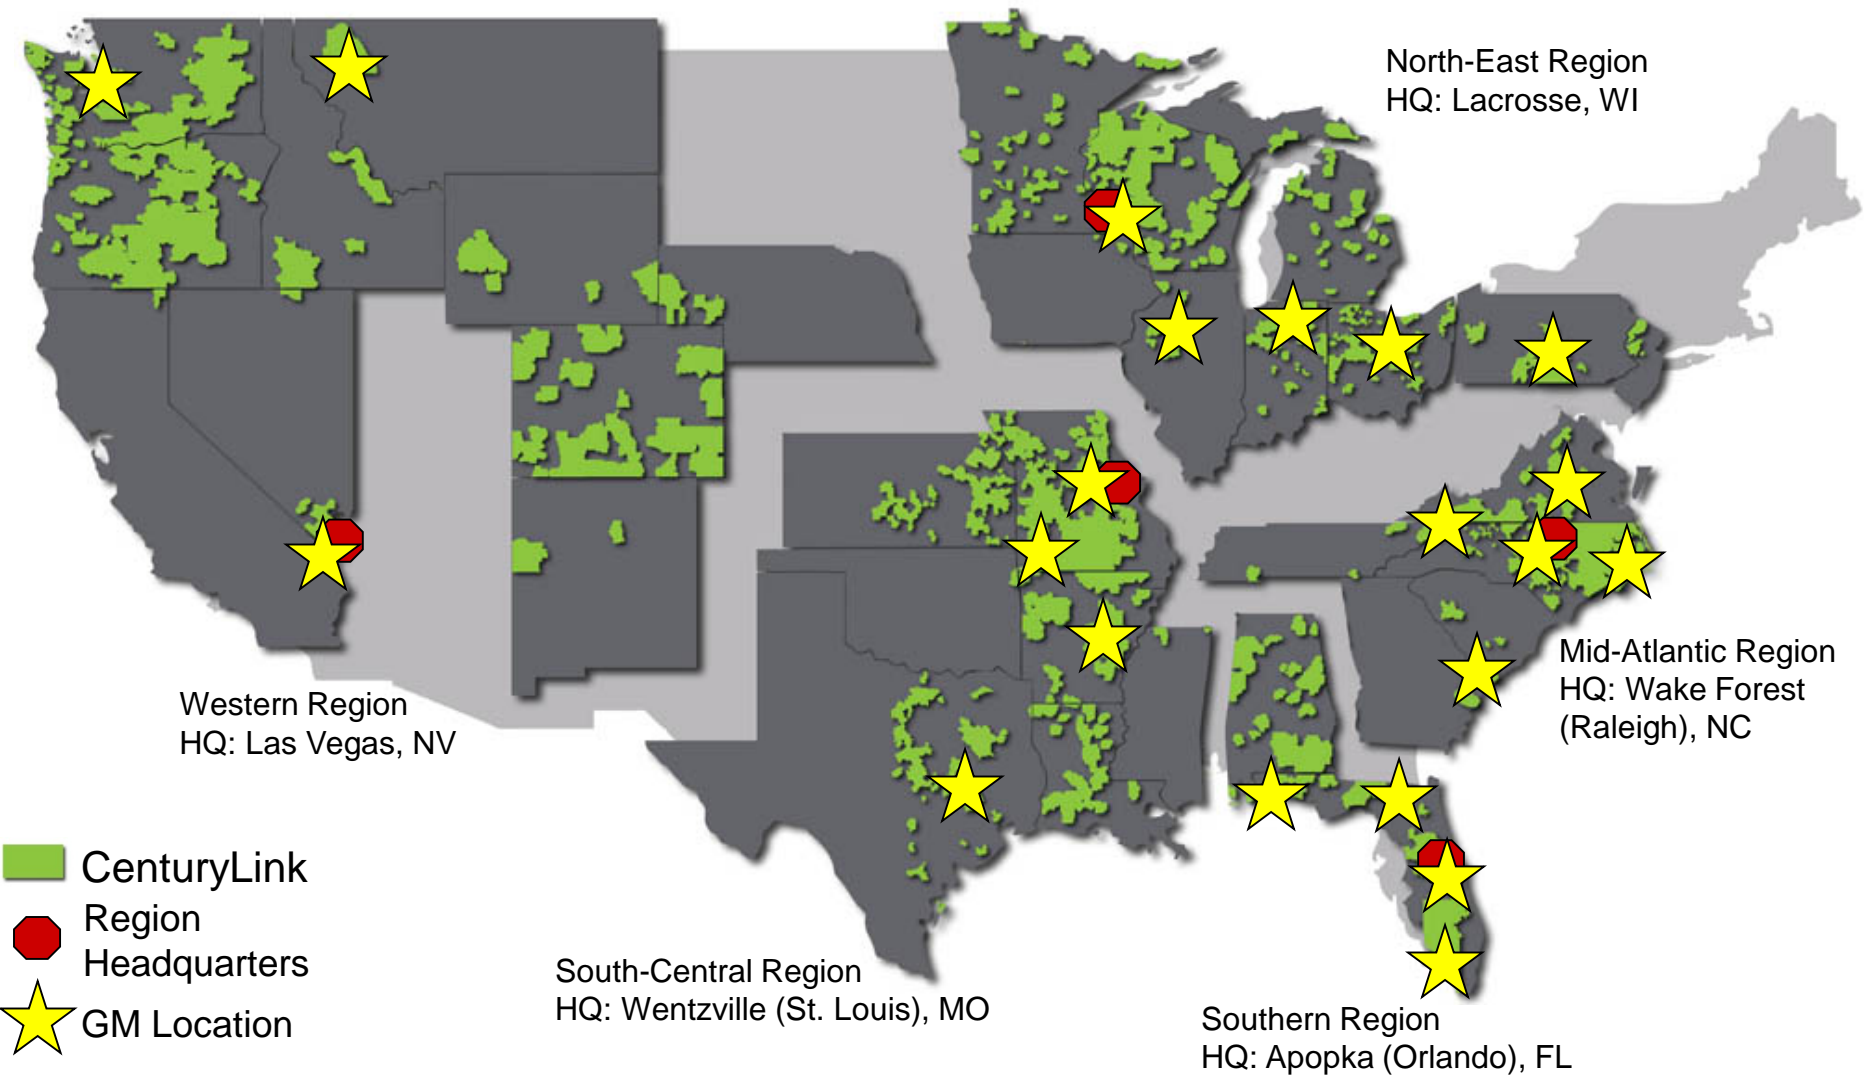 North-East Region
HQ: Lacrosse, WI
Mid-Atlantic Region
HQ: Wake Forest
(Raleigh), NC
Western Region
HQ: Las Vegas, NV
CenturyLink
Region
Headquarters
GM Location
South-Central Region
HQ: Wentzville (St. Louis), MO
Southern Region
HQ: Apopka (Orlando), FL